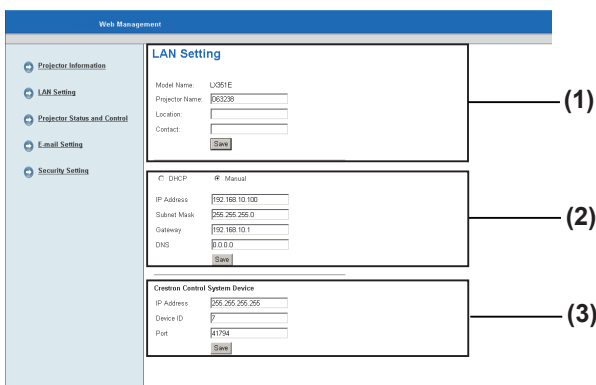 Web Management
Projector Information
LAN Setting
Projector Status and Control
E-mail Setting
Security Setting
LAN Setting
Model Name: LX351E
Projector Name: D63238
Location:
Contact:
Save
(1)
DHCP Manual
IP Address 192.168.10.100
Subnet Mask 255.255.255.0
Gateway 192.168.10.1
DNS 0.0.0.0
Save
(2)
Crestron Control System Device
IP Address 255.255.255.255
Device ID 7
Port 41794
Save
(3)